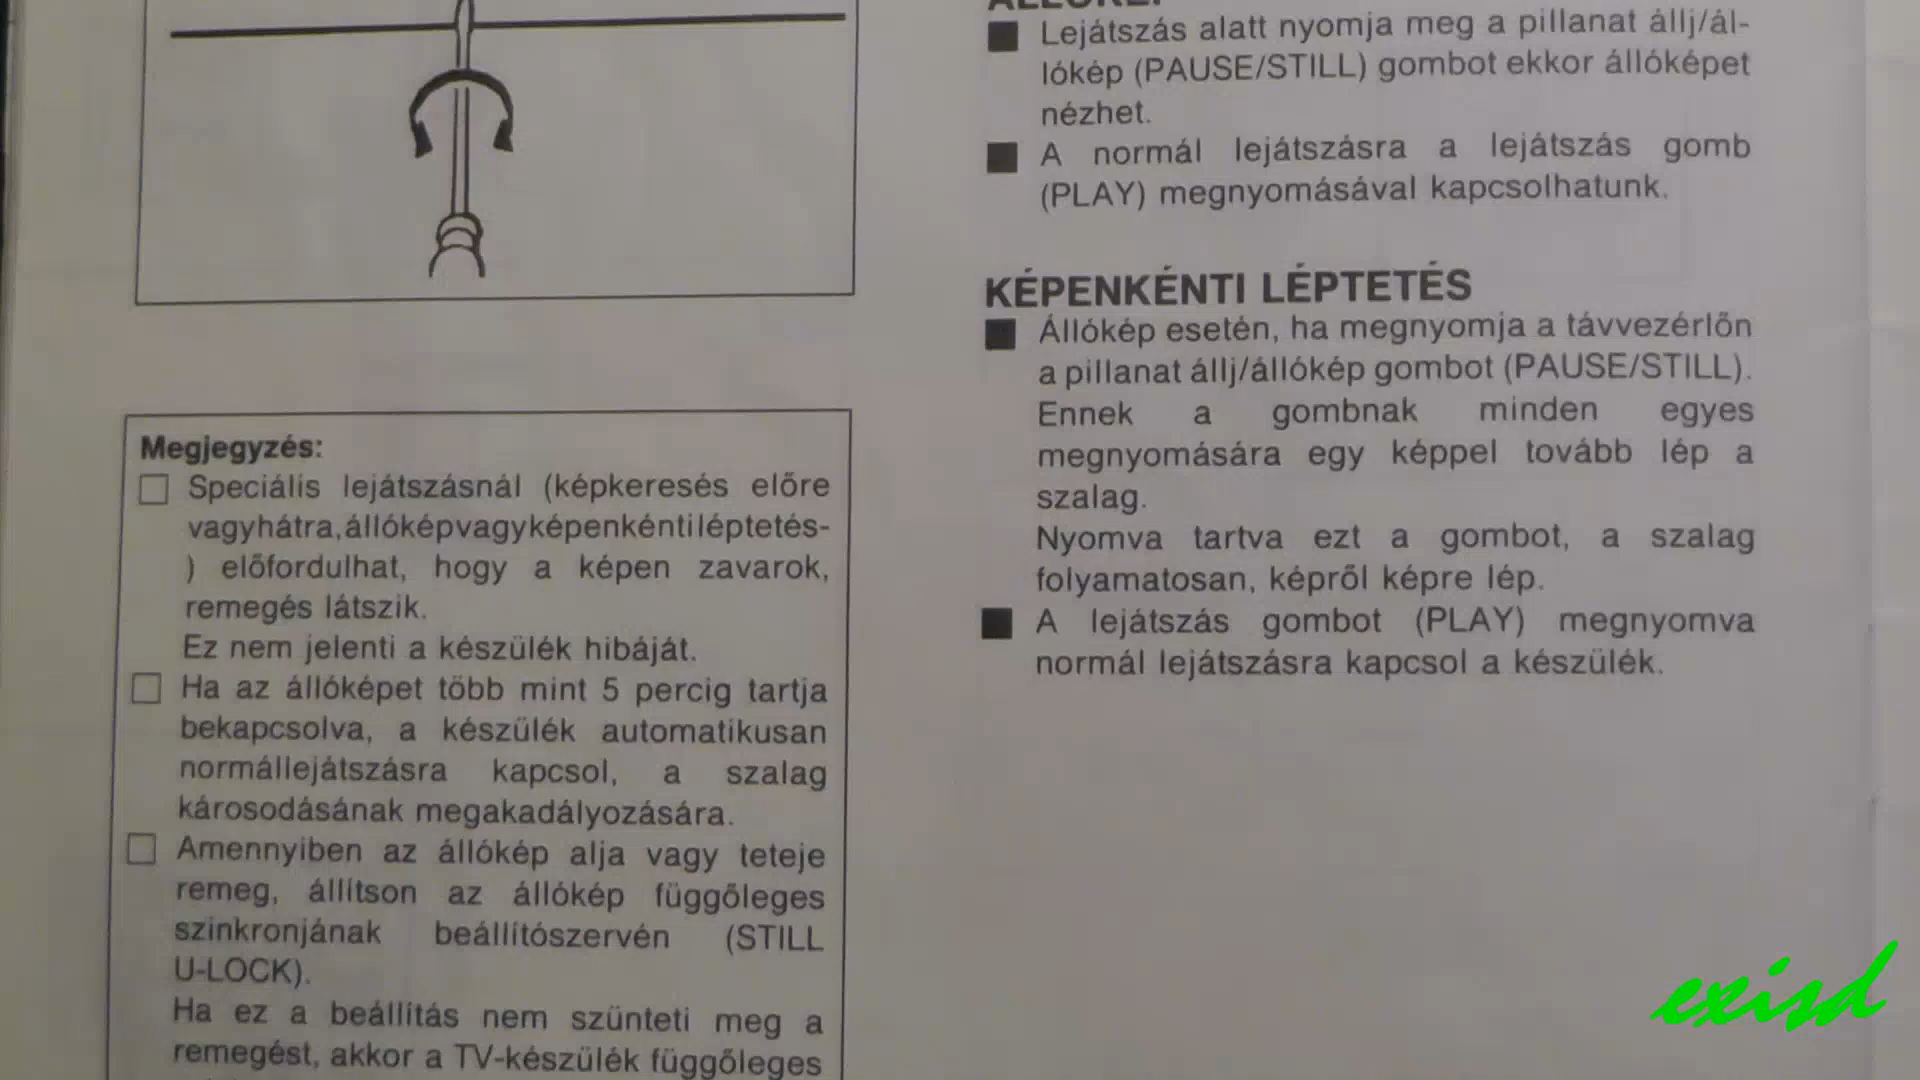 Megjegyzés:
Speciális lejátszásnál (képkeresés előre
vagyhátra,állóképvagyképenkéntiléptetés-
) előfordulhat, hogy a képen zavarok,
remegés látszik.
Ez nem jelenti a készülék hibáját.
Ha az állóképet több mint 5 percig tartja
bekapcsolva, a készülék automatikusan
normállejátszásra kapcsol, a szalag
károsodásának megakadályozására.
Amennyiben az állókép alja vagy teteje
remeg, állítson az állókép függőleges
szinkronjának beállítószervén (STILL
U-LOCK).
Ha ez a beállítás nem szünteti meg a
remegést, akkor a TV-készülék függőleges
Lejátszás alatt nyomja meg a pillanat állj/ál-
lókép (PAUSE/STILL) gombot ekkor állóképet
nézhet.
A normál lejátszásra a lejátszás gomb
(PLAY) megnyomásával kapcsolhatunk.
KÉPENKÉNTI LÉPTETÉS
Állókép esetén, ha megnyomja a távvezérlőn
a pillanat állj/állókép gombot (PAUSE/STILL).
Ennek a gombnak minden egyes
megnyomására egy képpel tovább lép a
szalag.
Nyomva tartva ezt a gombot, a szalag
folyamatosan, képről képre lép.
A lejátszás gombot (PLAY) megnyomva
normál lejátszásra kapcsol a készülék.
exisd